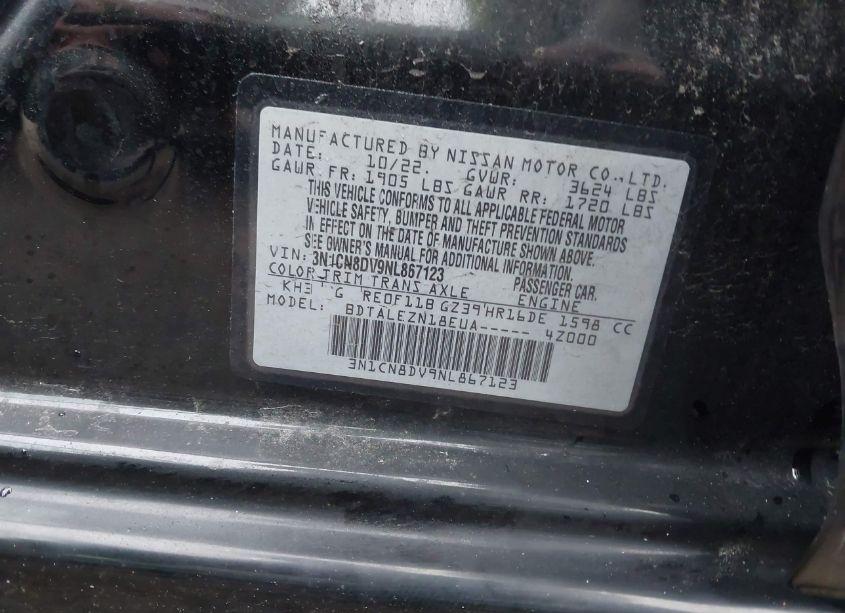 MANUFACTURED BY NISSAN MOTOR CO.,LTD.
DATE: 10/22. GVWR: 3624 LBS
GAWR FR: 1905 LBS GAWR RR: 1720 LBS
THIS VEHICLE CONFORMS TO ALL APPLICABLE FEDERAL MOTOR
VEHICLE SAFETY, BUMPER AND THEFT PREVENTION STANDARDS
IN EFFECT ON THE DATE OF MANUFACTURE SHOWN ABOVE.
SEE OWNER'S MANUAL FOR ADDITIONAL INFORMATION.
VIN: 3N1CN8DV9NL867123 PASSENGER CAR.
COLOR TRIM TRANS AXLE ENGINE
KH3 G RE0F11B GZ39 HR16DE 1598 CC
MODEL: BDTALEZN18EUA----- 42000
3N1CN8DV9NL867123